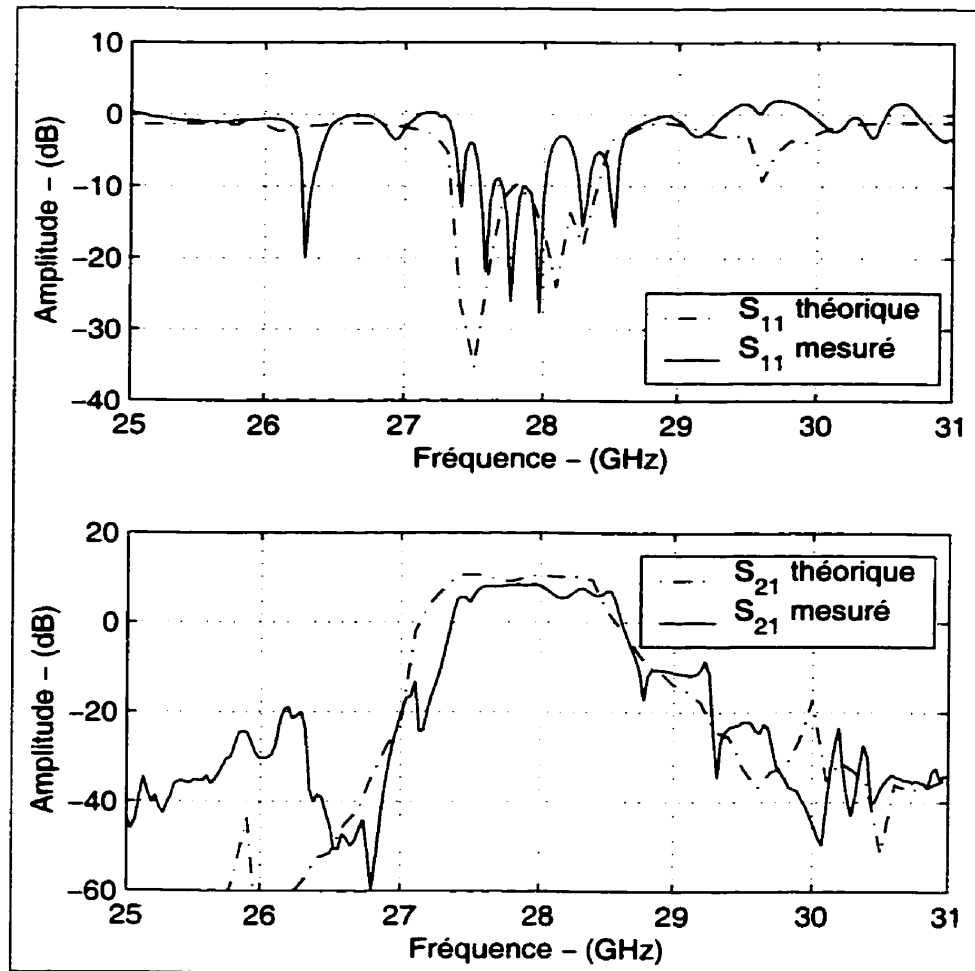 10
0
−10
−20
−30
−40
Amplitude – (dB)
S11 théorique
S11 mesuré
25 26 27 28 29 30 31
Fréquence – (GHz)
20
0
−20
−40
−60
Amplitude – (dB)
S21 théorique
S21 mesuré
25 26 27 28 29 30 31
Fréquence – (GHz)